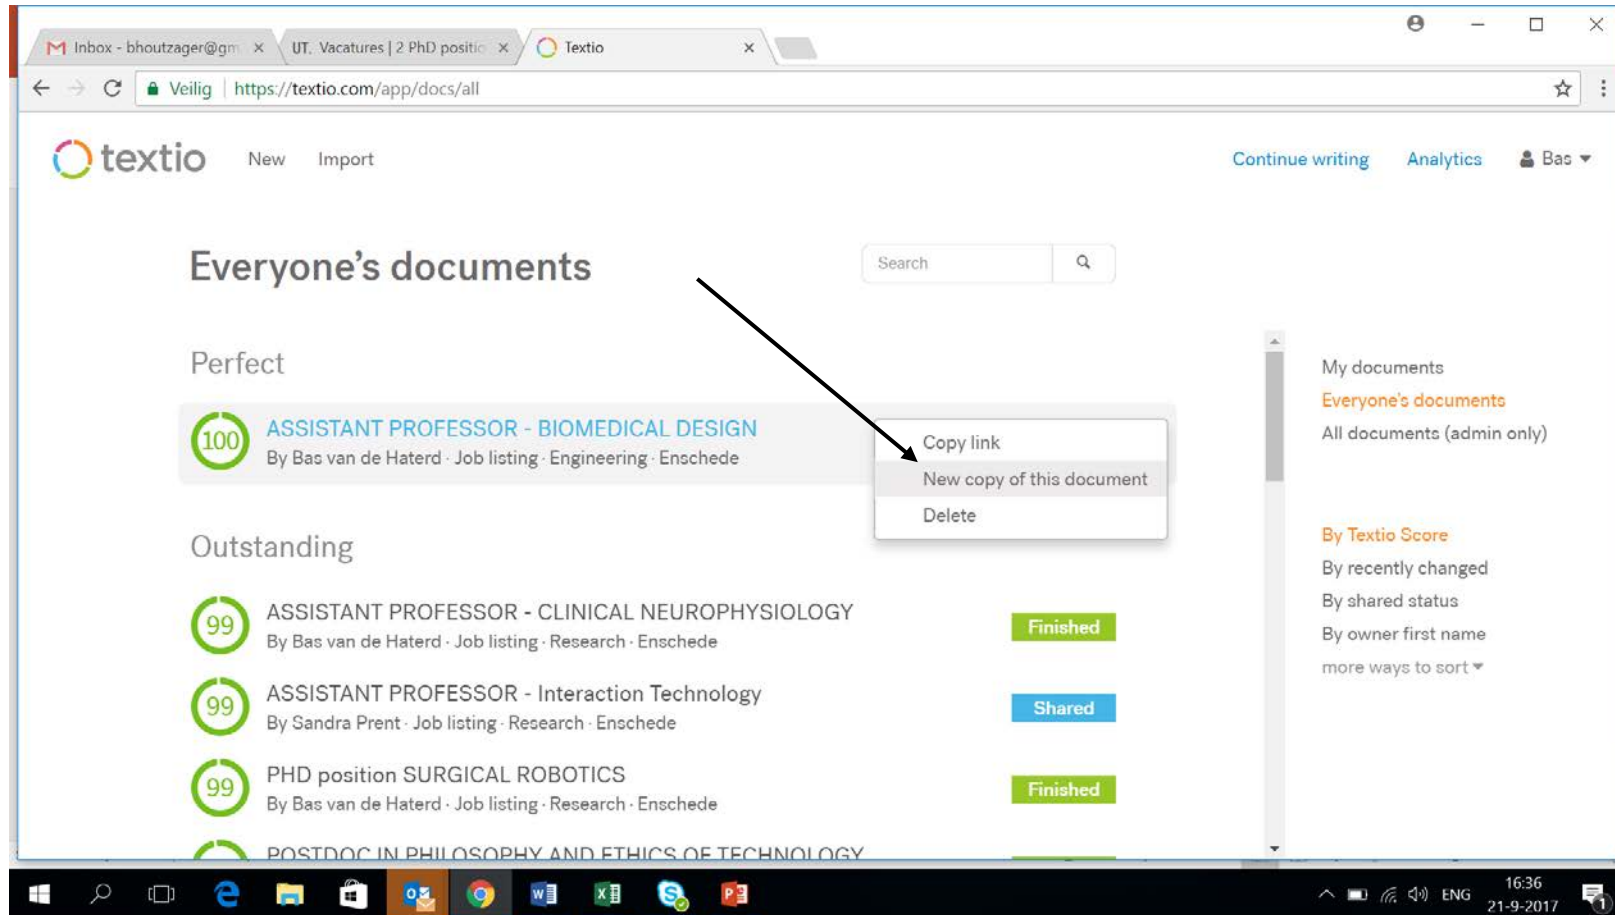 Inbox - bhoutzager@gm
UT. Vacatures | 2 PhD positio
Textio
Veilig | https://textio.com/app/docs/all
textio New Import Continue writing Analytics Bas
Everyone's documents
Search
Perfect
100
ASSISTANT PROFESSOR - BIOMEDICAL DESIGN
By Bas van de Haterd · Job listing · Engineering · Enschede
Copy link
New copy of this document
Delete
Outstanding
99
ASSISTANT PROFESSOR - CLINICAL NEUROPHYSIOLOGY
By Bas van de Haterd · Job listing · Research · Enschede
Finished
99
ASSISTANT PROFESSOR - Interaction Technology
By Sandra Prent · Job listing · Research · Enschede
Shared
99
PHD position SURGICAL ROBOTICS
By Bas van de Haterd · Job listing · Research · Enschede
Finished
POSTDOC IN PHILOSOPHY AND ETHICS OF TECHNOLOGY
My documents
Everyone's documents
All documents (admin only)
By Textio Score
By recently changed
By shared status
By owner first name
more ways to sort
ENG
16:36
21-9-2017
1